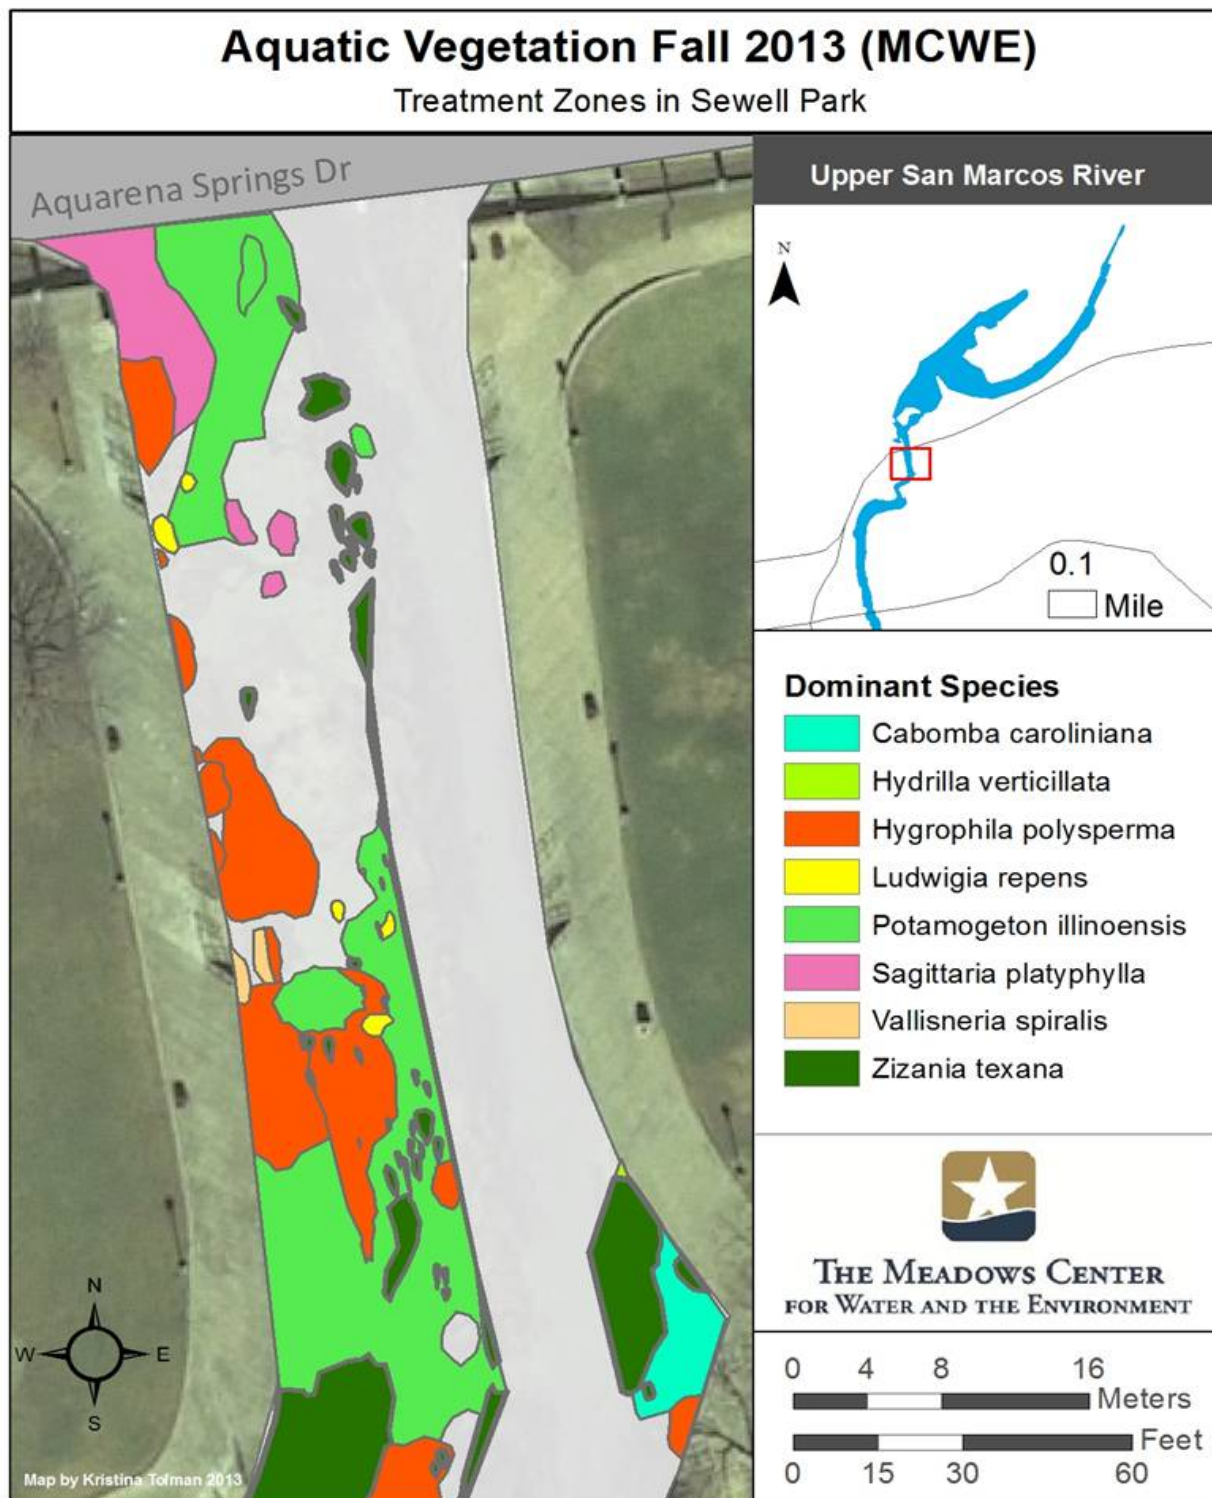 Aquatic Vegetation Fall 2013 (MCWE)
Treatment Zones in Sewell Park
Aquarena Springs Dr
Upper San Marcos River
N
0.1
Mile
Dominant Species
Cabomba caroliniana
Hydrilla verticillata
Hygrophila polysperma
Ludwigia repens
Potamogeton illinoensis
Sagittaria platyphylla
Vallisneria spiralis
Zizania texana
THE MEADOWS CENTER
FOR WATER AND THE ENVIRONMENT
N
W E
S
0 4 8 16
Meters
Feet
0 15 30 60
Map by Kristina Tolman 2013